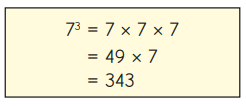 7³ = 7 × 7 × 7
= 49 × 7
= 343